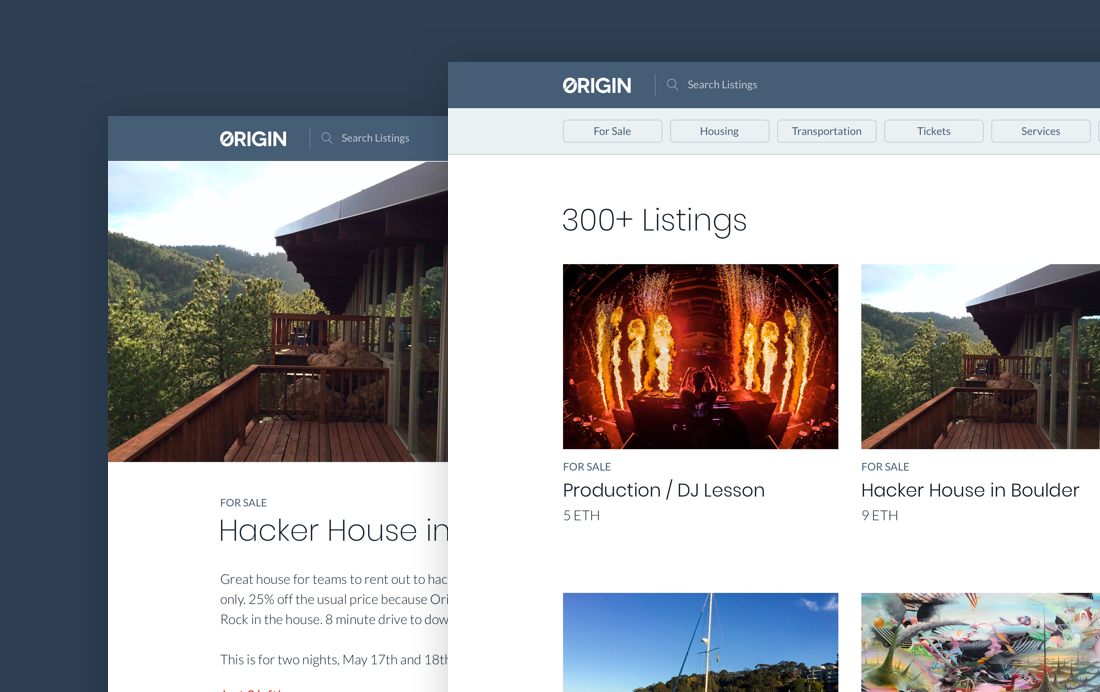 ØRIGIN
Search Listings
FOR SALE
Hacker House in
Great house for teams to rent out to hac
only. 25% off the usual price because Ori
Rock in the house. 8 minute drive to dow
This is for two nights, May 17th and 18th
ØRIGIN
Search Listings
For Sale
Housing
Transportation
Tickets
Services
300+ Listings
FOR SALE
Production / DJ Lesson
5 ETH
FOR SALE
Hacker House in Boulder
9 ETH